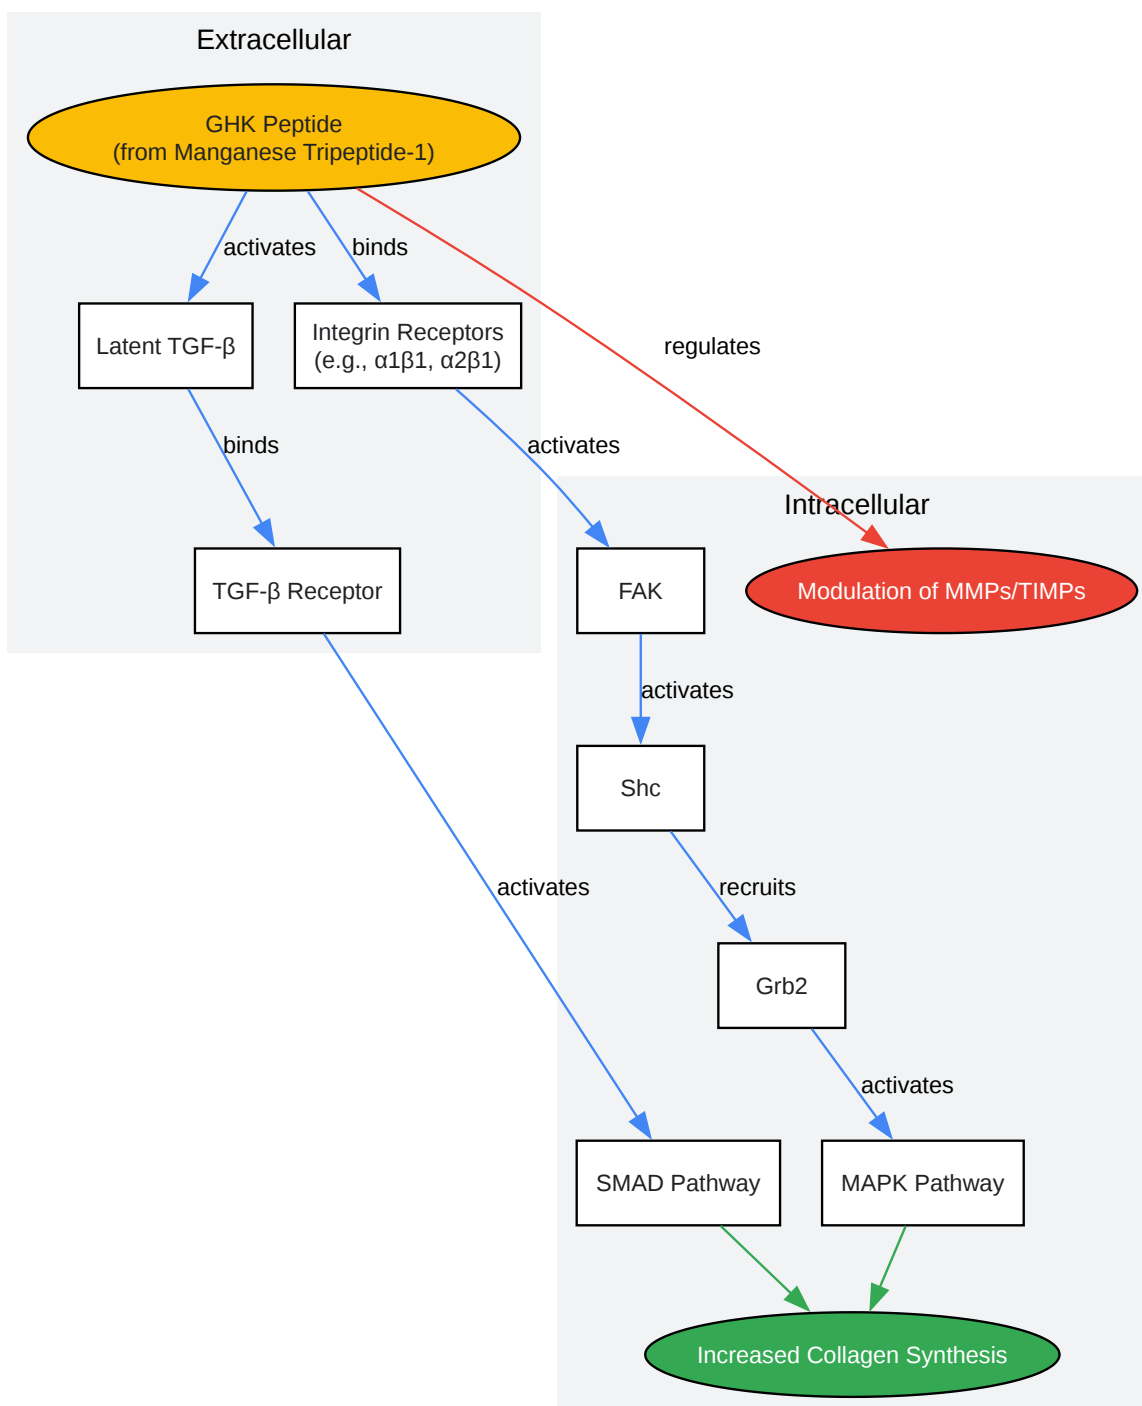 Extracellular
GHK Peptide
(from Manganese Tripeptide-1)
activates
binds
Latent TGF-β
Integrin Receptors
(e.g., α1β1, α2β1)
regulates
binds
activates
Intracellular
TGF-β Receptor
FAK
Modulation of MMPs/TIMPs
activates
Shc
activates
recruits
Grb2
activates
SMAD Pathway
MAPK Pathway
Increased Collagen Synthesis